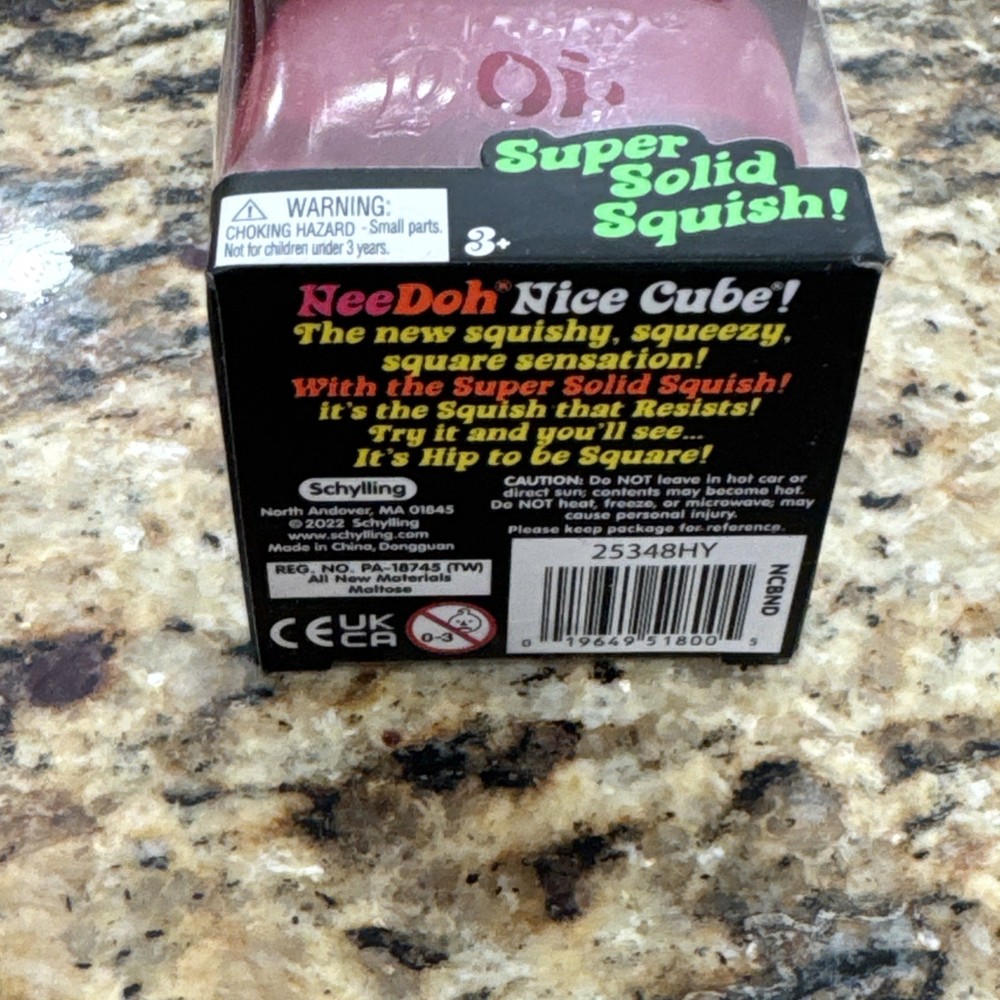 Super
Solid
Squish!
WARNING:
CHOKING HAZARD - Small parts.
Not for children under 3 years.
3+
NeeDoh® Nice Cube®!
The new squishy, squeezy,
square sensation!
With the Super Solid Squish!
it's the Squish that Resists!
Try it and you'll see...
It's Hip to be Square!
Schylling
North Andover, MA 01845
© 2022 Schylling
www.schylling.com
Made in China, Dongguan
REG. NO. PA-18745 (TW)
All New Materials
Maltose
CE
UK
CA
0-3
CAUTION: Do NOT leave in hot car or
direct sun; contents may become hot.
Do NOT heat, freeze, or microwave; may
cause personal injury.
Please keep package for reference.
25348HY
NCBND
0 19649 51800 5